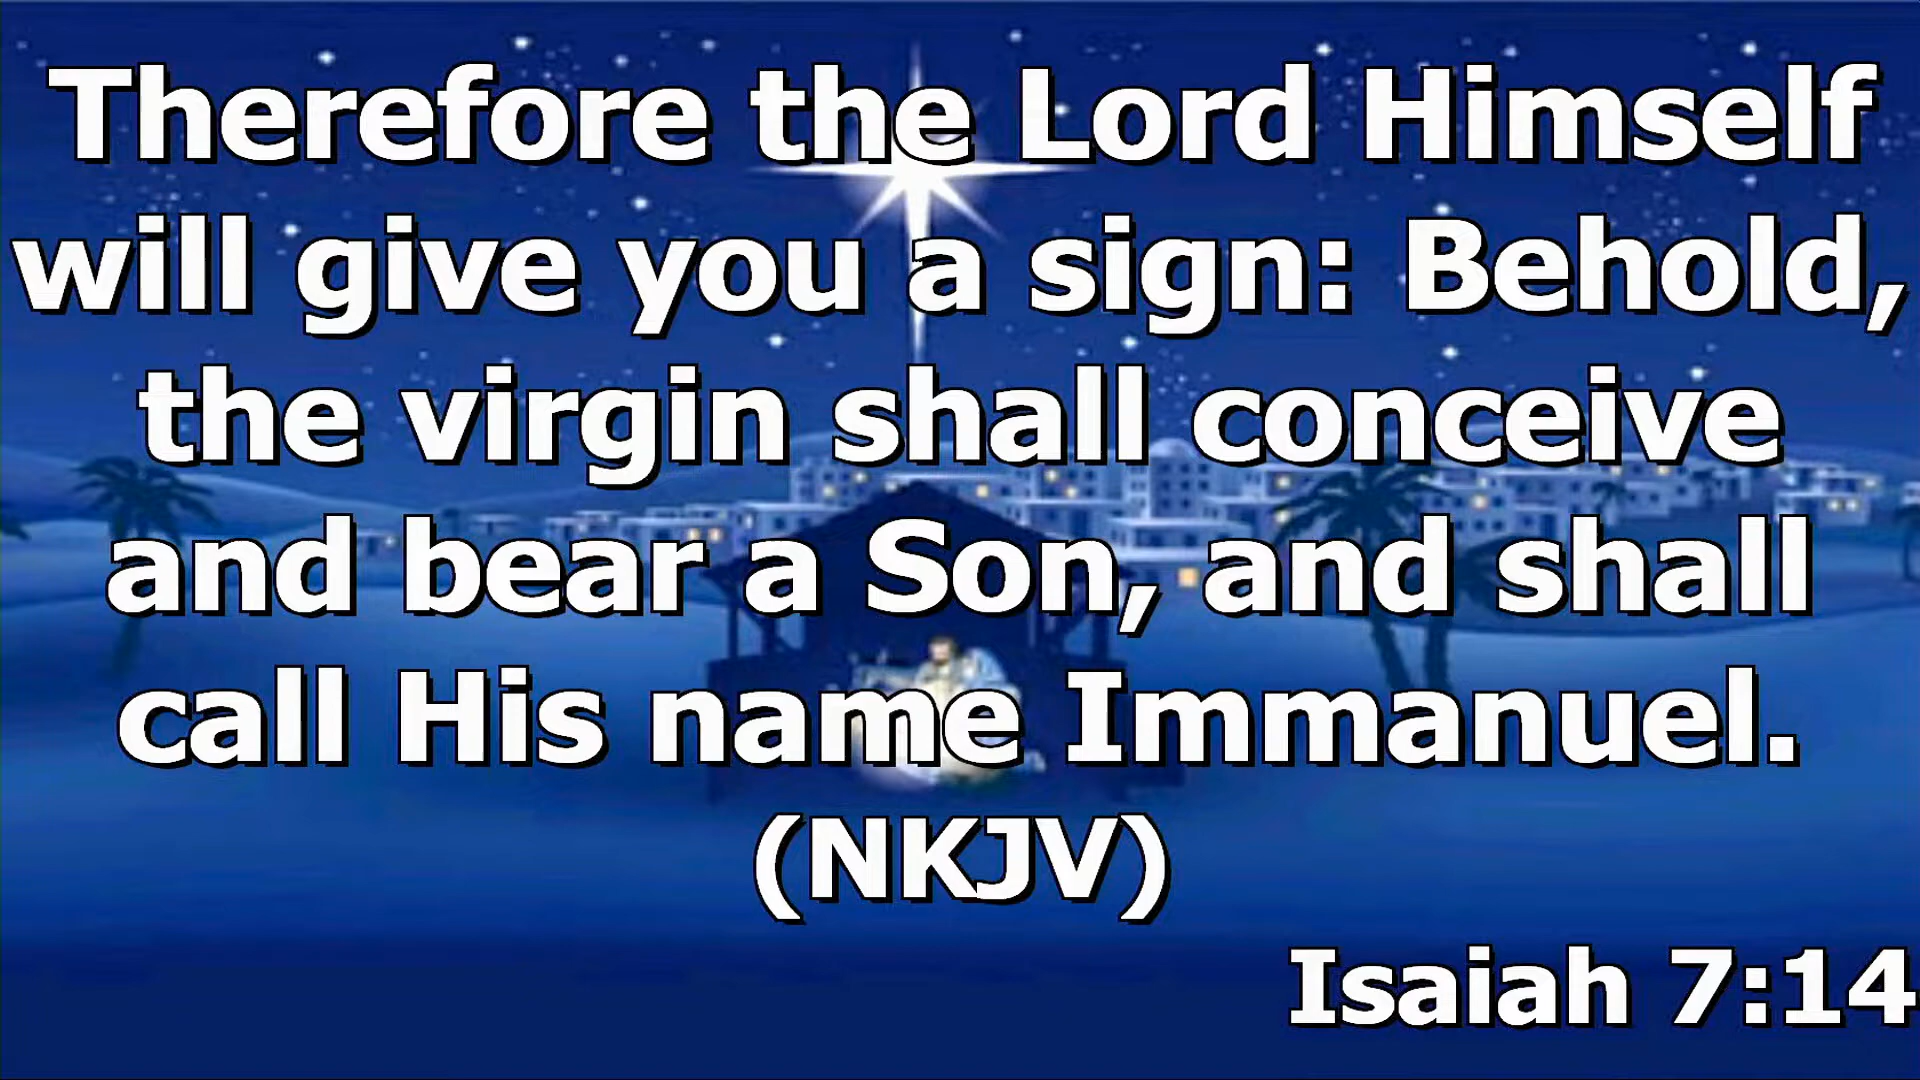 Therefore the Lord Himself
will give you a sign: Behold,
the virgin shall conceive
and bear a Son, and shall
call His name Immanuel.
(NKJV)
Isaiah 7:14